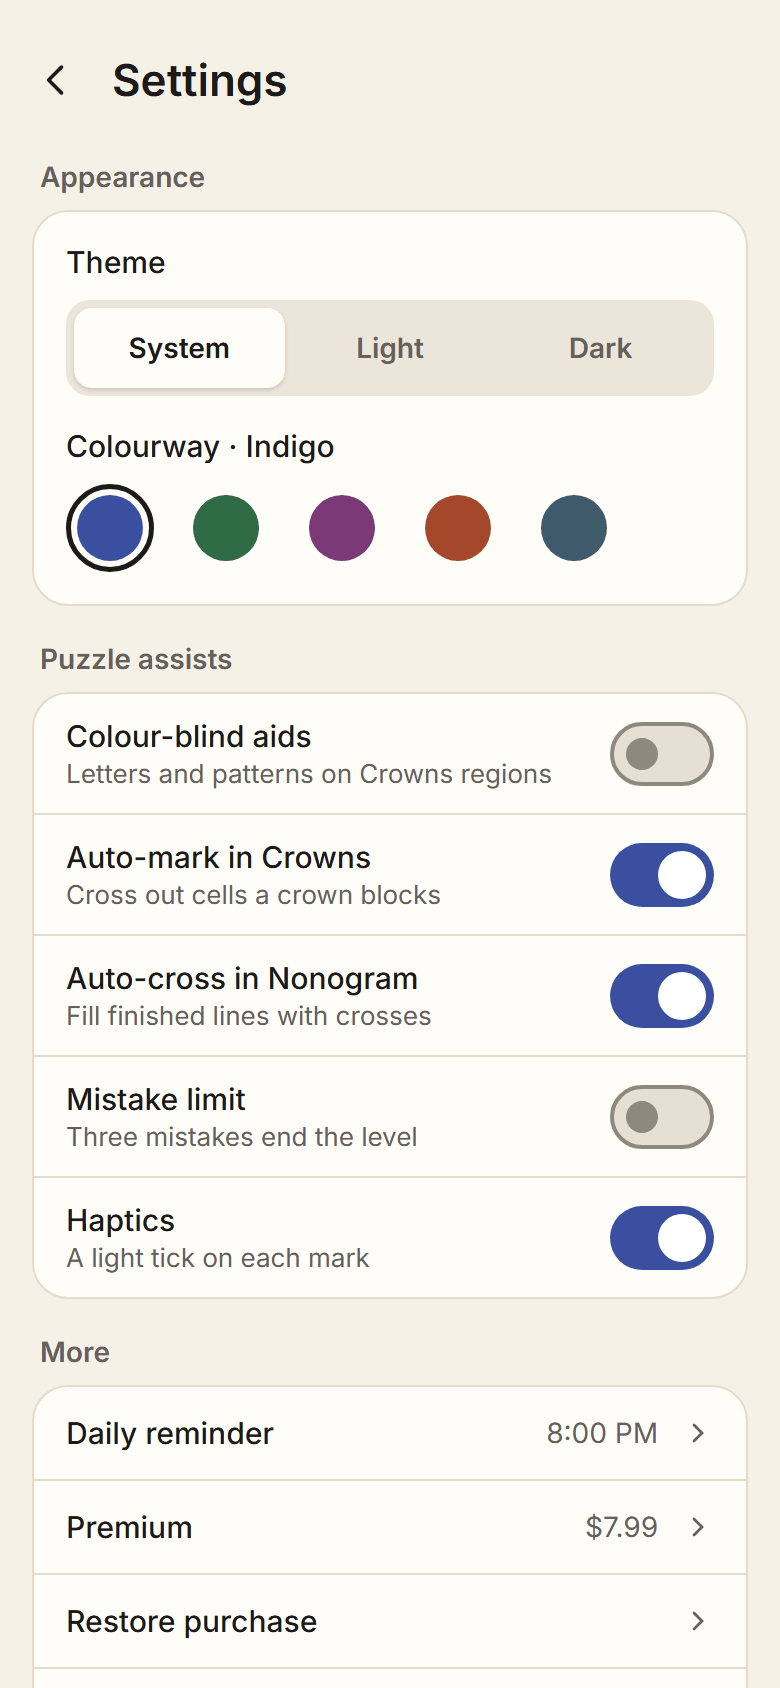 Settings
Appearance
Theme
System Light Dark
Colourway · Indigo
Puzzle assists
Colour-blind aids
Letters and patterns on Crowns regions
Auto-mark in Crowns
Cross out cells a crown blocks
Auto-cross in Nonogram
Fill finished lines with crosses
Mistake limit
Three mistakes end the level
Haptics
A light tick on each mark
More
Daily reminder 8:00 PM
Premium $7.99
Restore purchase